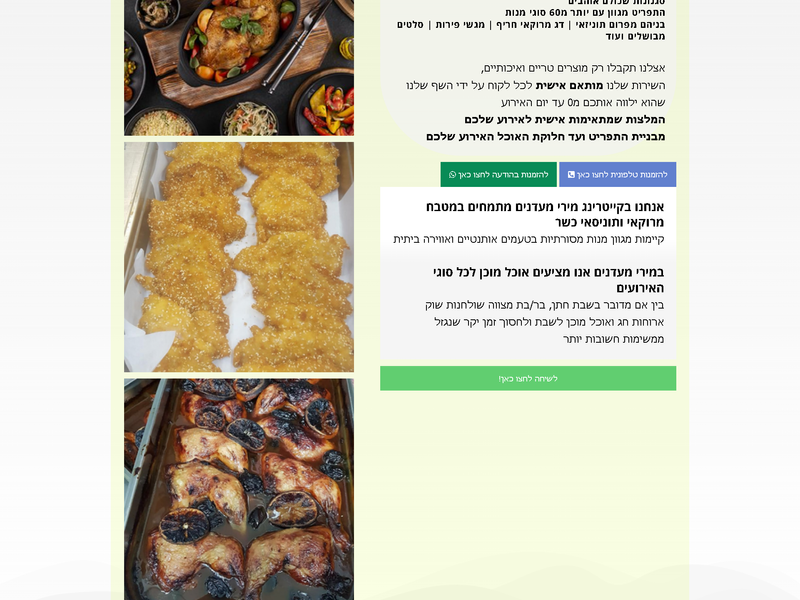 סגנונות שכולם אוהבים
התפריט מגוון עם יותר מ60 סוגי מנות
בניהם מפרום תוניזאי | דג מרוקאי חריף | מגשי פירות | סלטים
מבושלים ועוד
אצלנו תקבלו רק מוצרים טריים ואיכותיים,
השירות שלנו מותאם אישית לכל לקוח על ידי השף שלנו
שהוא ילווה אותכם מ0 עד יום האירוע
המלצות שמתאימות אישית לאירוע שלכם
מבניית התפריט ועד חלוקת האוכל האירוע שלכם
להזמנות טלפונית לחצו כאן
להזמנות בהודעה לחצו כאן
אנחנו בקייטרינג מירי מעדנים מתמחים במטבח
מרוקאי ותוניסאי כשר
קיימות מגוון מנות מסורתיות בטעמים אותנטיים ואווירה ביתית
במירי מעדנים אנו מציעים אוכל מוכן לכל סוגי
האירועים
בין אם מדובר בשבת חתן, בר/בת מצווה שולחנות שוק
ארוחות חג ואוכל מוכן לשבת ולחסוך זמן יקר שנגזל
ממשימות חשובות יותר
לשיחה לחצו כאן!